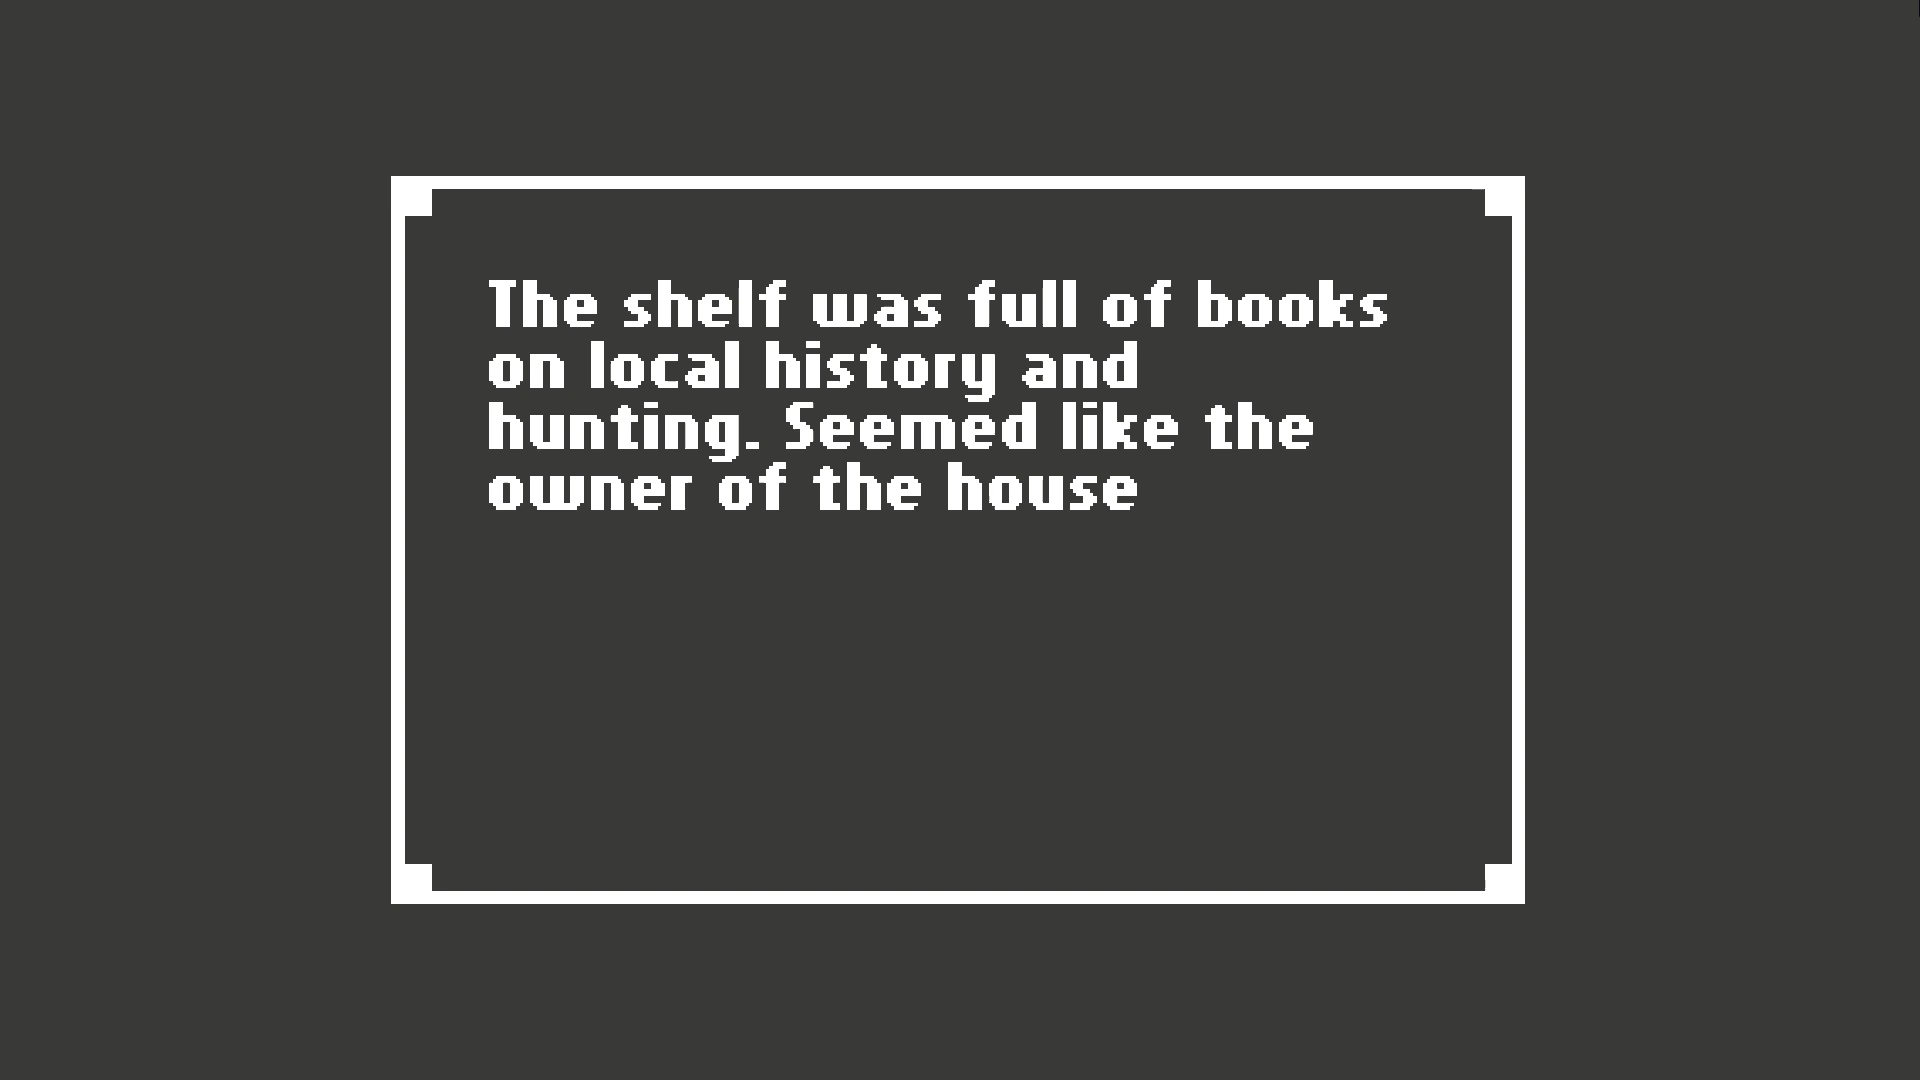 The shelf was full of books
on local history and
hunting. Seemed like the
owner of the house